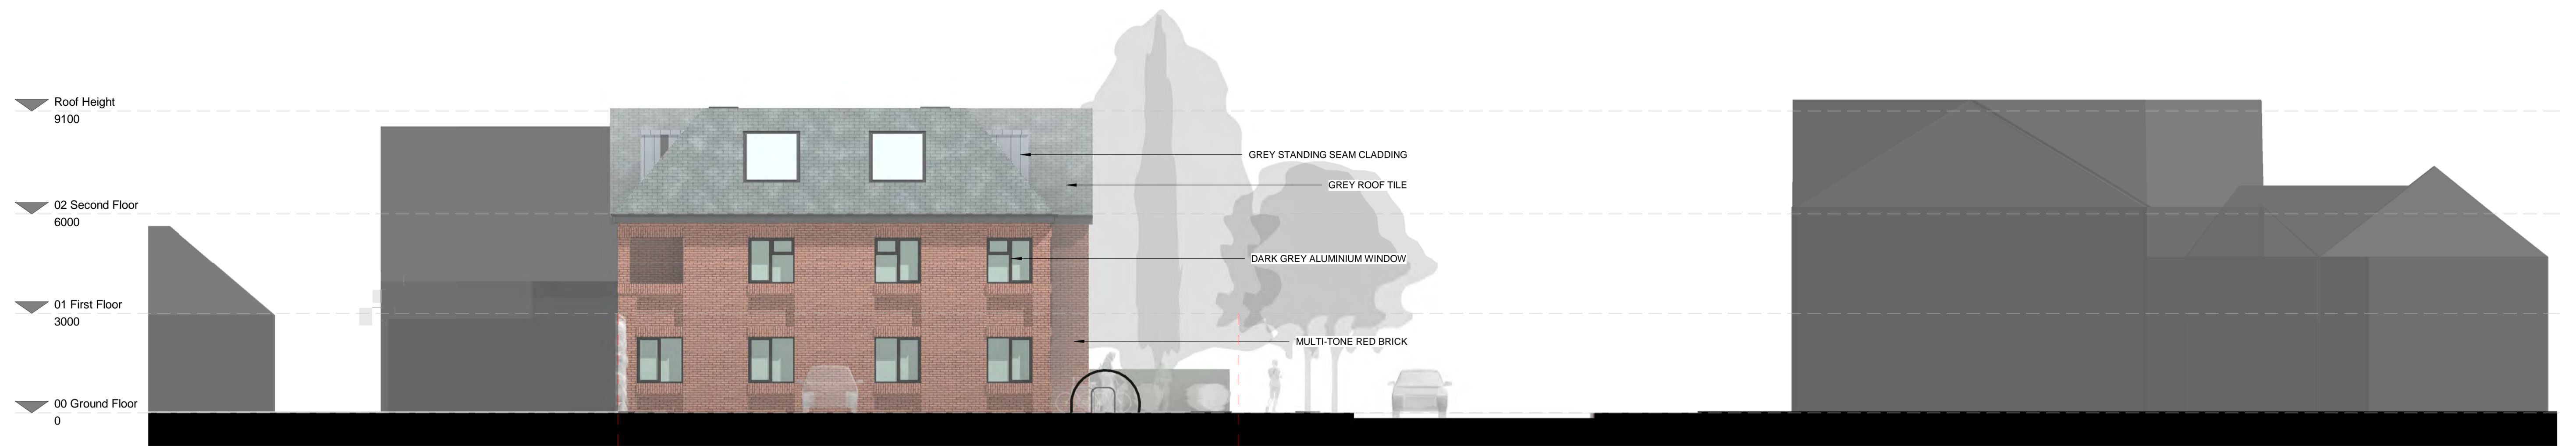 Roof Height
9100
GREY STANDING SEAM CLADDING
GREY ROOF TILE
02 Second Floor
6000
DARK GREY ALUMINIUM WINDOW
01 First Floor
3000
MULTI-TONE RED BRICK
00 Ground Floor
0